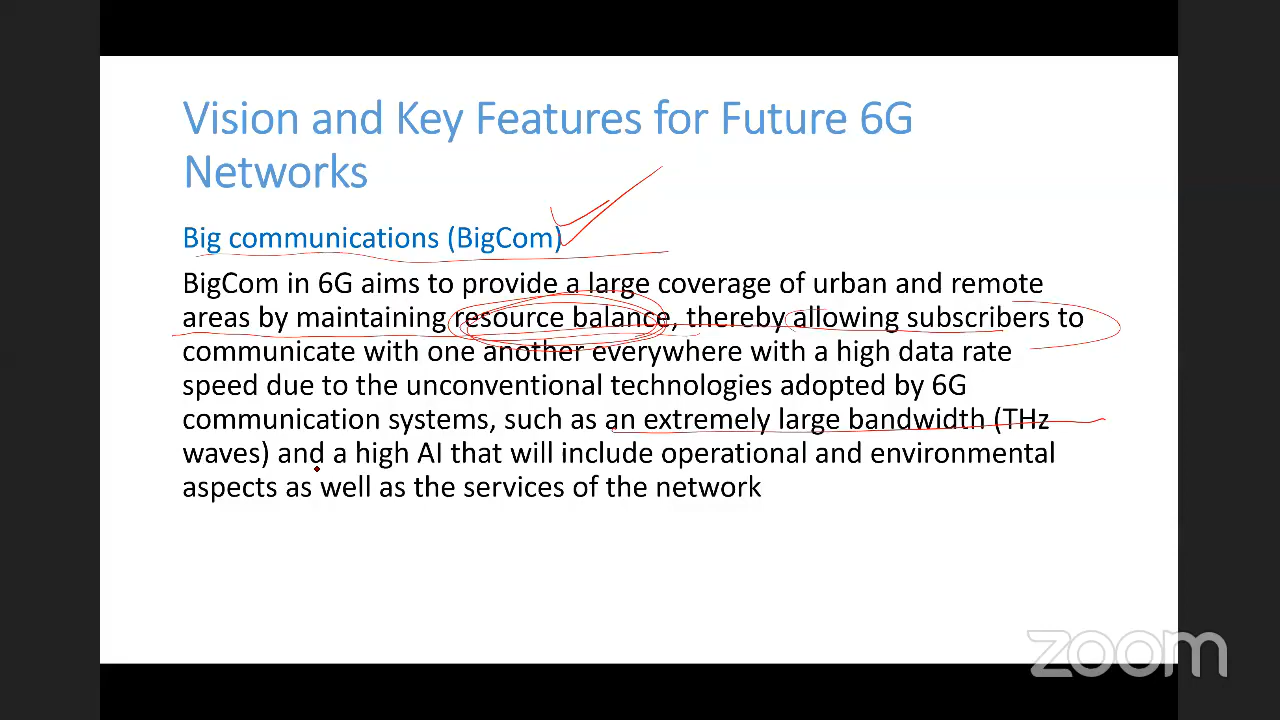 Vision and Key Features for Future 6G
Networks
Big communications (BigCom)
BigCom in 6G aims to provide a large coverage of urban and remote
areas by maintaining resource balance, thereby allowing subscribers to
communicate with one another everywhere with a high data rate
speed due to the unconventional technologies adopted by 6G
communication systems, such as an extremely large bandwidth (THz
waves) and a high AI that will include operational and environmental
aspects as well as the services of the network
zoom